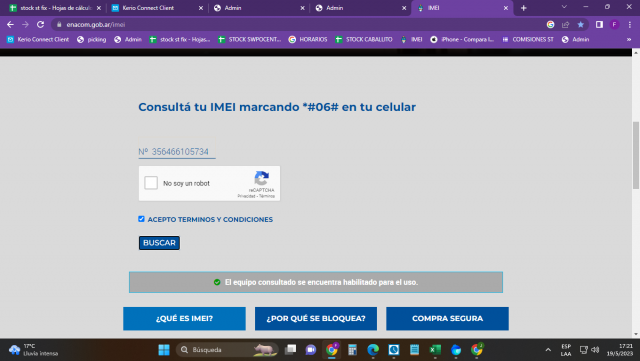 stock st fix - Hojas de cálculo
Kerio Connect Client
Admin
Admin
IMEI
enacom.gob.ar/imei
Kerio Connect Client
picking
Admin
stock st fix - Hojas...
STOCK SWPOCENT...
HORARIOS
STOCK CABALLITO
IMEI
iPhone - Compara l...
COMISIONES ST
Admin
F
Consultá tu IMEI marcando *#06# en tu celular
Nº 356466105734
No soy un robot
reCAPTCHA
Privacidad - Términos
ACEPTO TERMINOS Y CONDICIONES
BUSCAR
El equipo consultado se encuentra habilitado para el uso.
¿QUÉ ES IMEI?
¿POR QUÉ SE BLOQUEA?
COMPRA SEGURA
17°C
Lluvia intensa
Búsqueda
ESP
LAA
17:21
19/5/2023